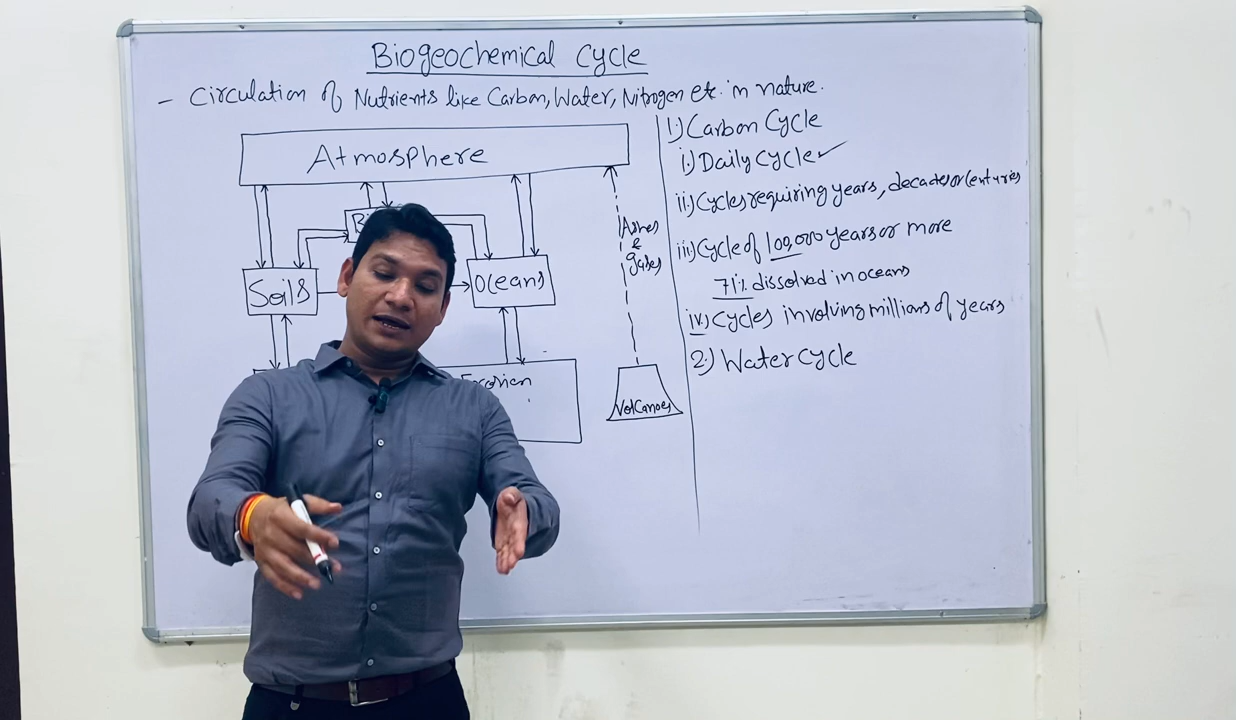 Biogeochemical Cycle
- Circulation of Nutrients like Carbon, Water, Nitrogen etc. in nature.
Atmosphere
Soils
Oceans
Ashes
&
gases
Volcanoes
1.) Carbon Cycle
i.) Daily Cycle ✓
ii.) Cycles requiring years, decades or Centuries
iii.) Cycle of 100,000 years or more
71% dissolved in oceans
iv.) Cycles involving millions of years
2.) Water Cycle